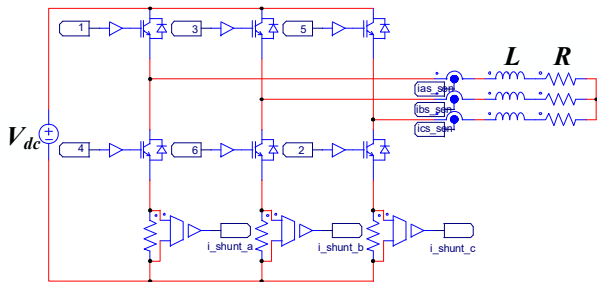 1
3
5
L
R
ias_sen
ibs_sen
ics_sen
V_dc
4
6
2
i_shunt_a
i_shunt_b
i_shunt_c